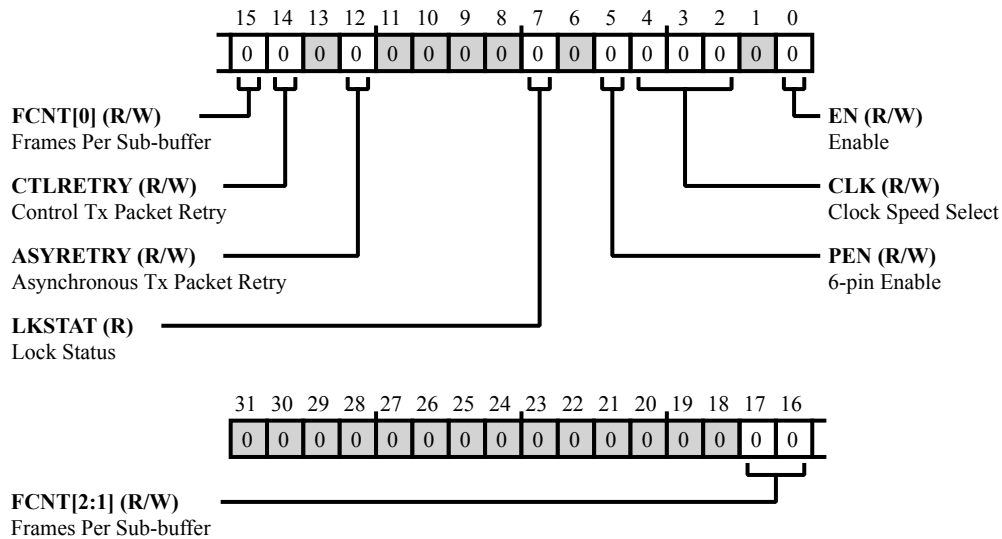 15 14 13 12 11 10 9 8 7 6 5 4 3 2 1 0
0 0 0 0 0 0 0 0 0 0 0 0 0 0 0 0
FCNT[0] (R/W)
Frames Per Sub-buffer
EN (R/W)
Enable
CTLRETRY (R/W)
Control Tx Packet Retry
CLK (R/W)
Clock Speed Select
ASYRETRY (R/W)
Asynchronous Tx Packet Retry
PEN (R/W)
6-pin Enable
LKSTAT (R)
Lock Status
31 30 29 28 27 26 25 24 23 22 21 20 19 18 17 16
0 0 0 0 0 0 0 0 0 0 0 0 0 0 0 0
FCNT[2:1] (R/W)
Frames Per Sub-buffer